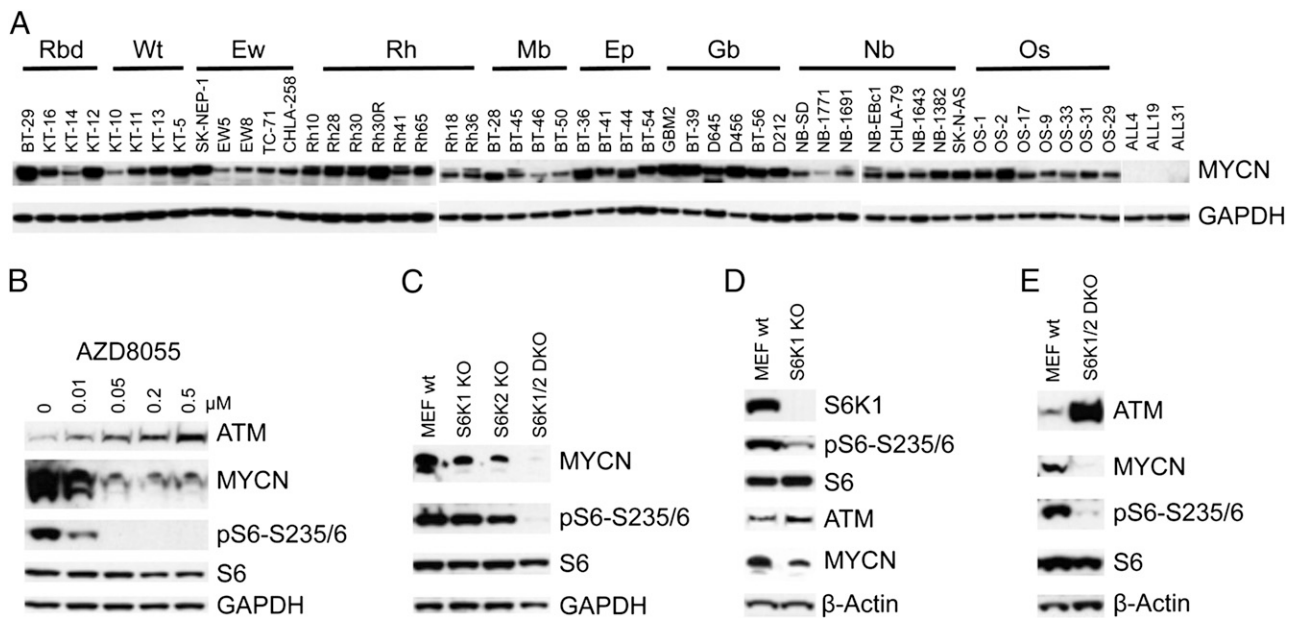 A
Rbd Wt Ew Rh Mb Ep Gb Nb Os
BT-29 KT-16 KT-14 KT-12 KT-10 KT-11 KT-13 KT-5 SK-NEP-1 EW5 EW8 TC-71 CHLA-258 Rh10 Rh28 Rh30 Rh30R Rh41 Rh65 Rh18 Rh36 BT-28 BT-45 BT-46 BT-50 BT-36 BT-41 BT-44 BT-54 GBM2 BT-39 D645 D456 BT-56 D212 NB-SD NB-1771 NB-1691 NB-EBc1 CHLA-79 NB-1643 NB-1382 SK-N-AS OS-1 OS-2 OS-17 OS-9 OS-33 OS-31 OS-29 ALL4 ALL19 ALL31
MYCN
GAPDH
B
AZD8055
0 0.01 0.05 0.2 0.5 µM
ATM
MYCN
pS6-S235/6
S6
GAPDH
C
MEF wt S6K1 KO S6K2 KO S6K1/2 DKO
MYCN
pS6-S235/6
S6
GAPDH
D
MEF wt S6K1 KO
S6K1
pS6-S235/6
S6
ATM
MYCN
β-Actin
E
MEF wt S6K1/2 DKO
ATM
MYCN
pS6-S235/6
S6
β-Actin